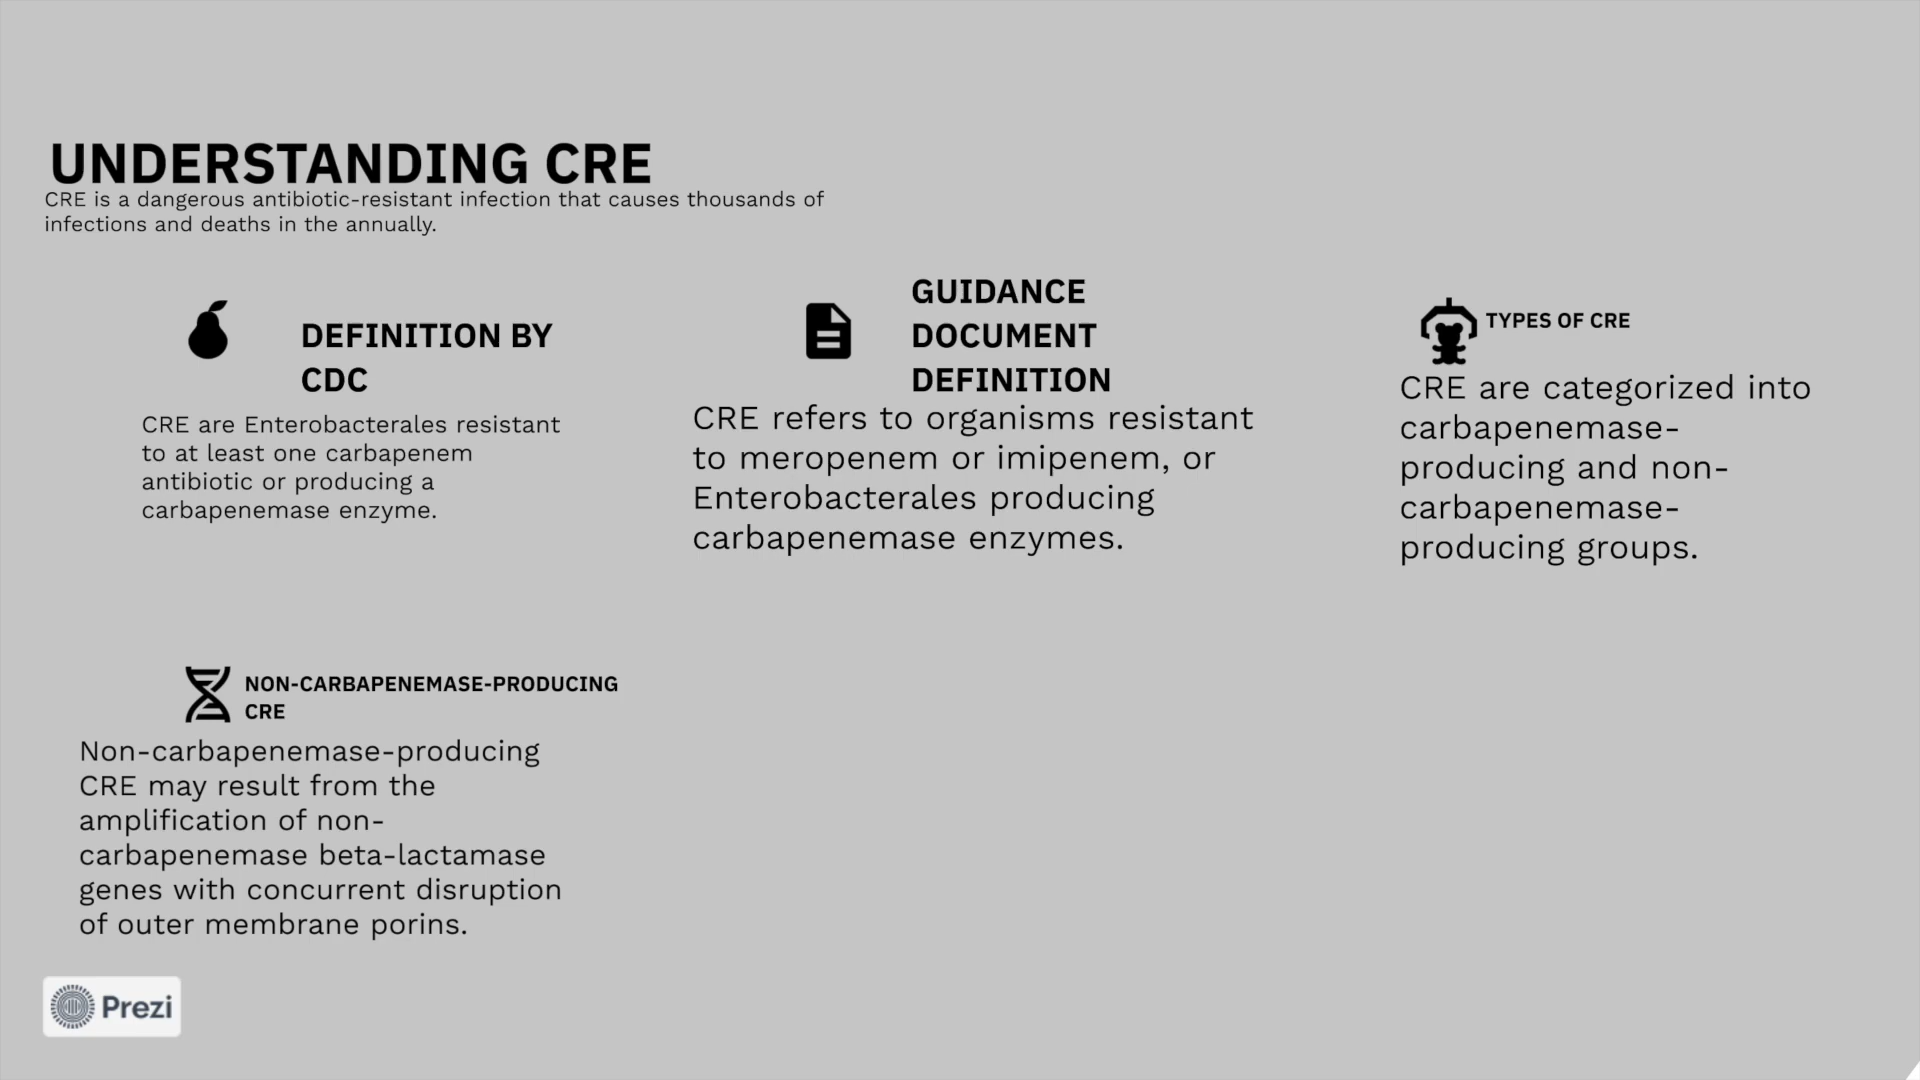 UNDERSTANDING CRE
CRE is a dangerous antibiotic-resistant infection that causes thousands of
infections and deaths in the annually.
DEFINITION BY
CDC
CRE are Enterobacterales resistant
to at least one carbapenem
antibiotic or producing a
carbapenemase enzyme.
GUIDANCE
DOCUMENT
DEFINITION
CRE refers to organisms resistant
to meropenem or imipenem, or
Enterobacterales producing
carbapenemase enzymes.
TYPES OF CRE
CRE are categorized into
carbapenemase-
producing and non-
carbapenemase-
producing groups.
NON-CARBAPENEMASE-PRODUCING
CRE
Non-carbapenemase-producing
CRE may result from the
amplification of non-
carbapenemase beta-lactamase
genes with concurrent disruption
of outer membrane porins.
Prezi